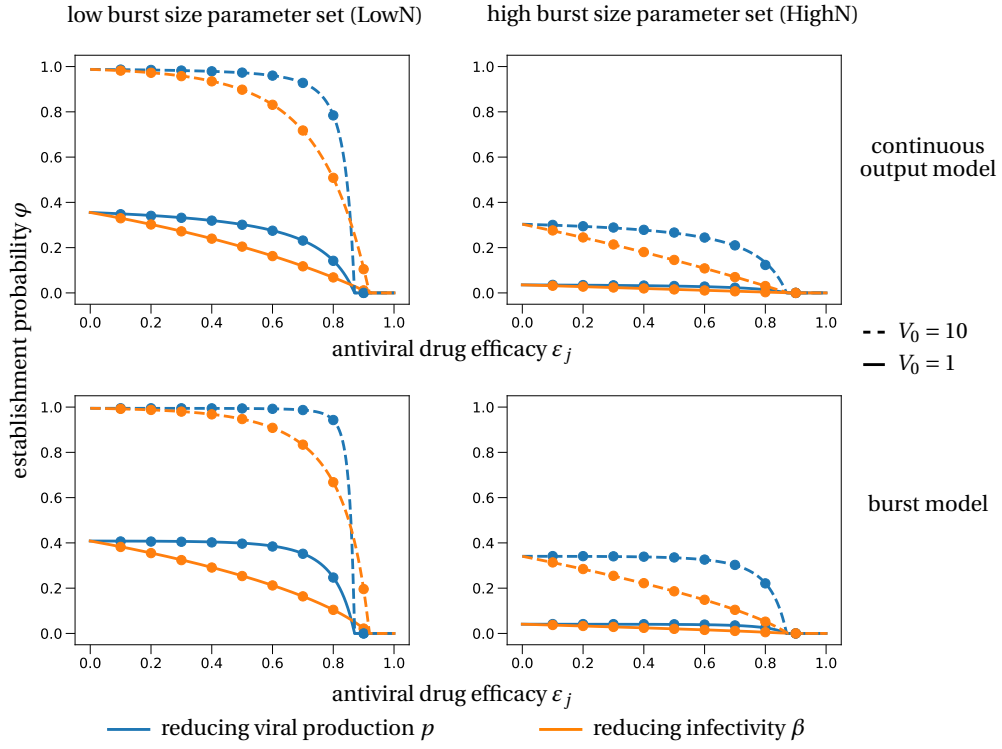 low burst size parameter set (LowN)
high burst size parameter set (HighN)
1.0
0.8
0.6
0.4
0.2
0.0
0.0 0.2 0.4 0.6 0.8 1.0
1.0
0.8
0.6
0.4
0.2
0.0
0.0 0.2 0.4 0.6 0.8 1.0
continuous
output model
antiviral drug efficacy ε_j
establishment probability φ
V₀ = 10
V₀ = 1
1.0
0.8
0.6
0.4
0.2
0.0
0.0 0.2 0.4 0.6 0.8 1.0
1.0
0.8
0.6
0.4
0.2
0.0
0.0 0.2 0.4 0.6 0.8 1.0
burst model
antiviral drug efficacy ε_j
reducing viral production p
reducing infectivity β